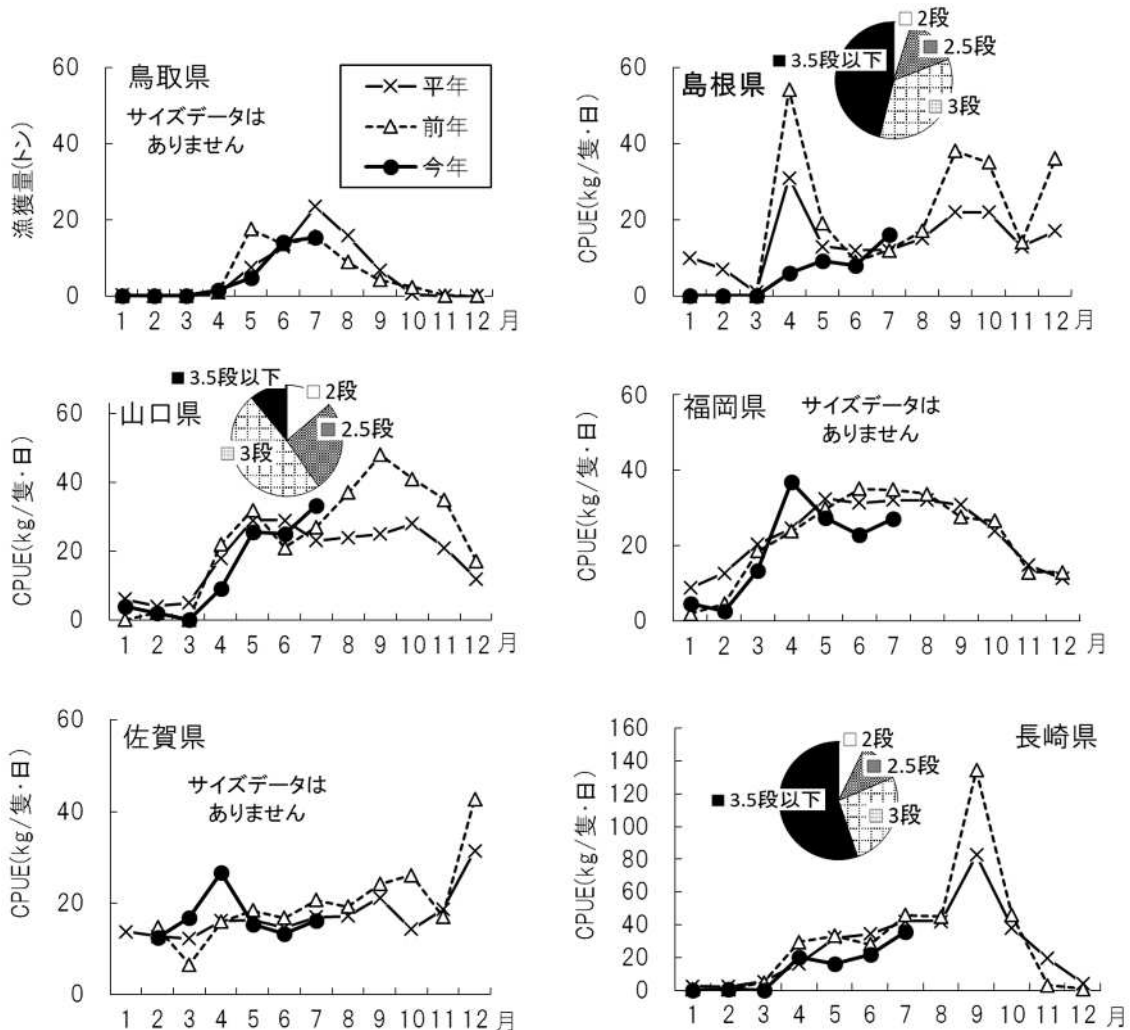 鳥取県
サイズデータは
ありません
平年
前年
今年
漁獲量(トン)
60
40
20
0
1 2 3 4 5 6 7 8 9 10 11 12 月
島根県
3.5段以下
2段
2.5段
3段
CPUE(kg/隻・日)
60
40
20
0
1 2 3 4 5 6 7 8 9 10 11 12 月
山口県
3.5段以下
2段
2.5段
3段
CPUE(kg/隻・日)
60
40
20
0
1 2 3 4 5 6 7 8 9 10 11 12 月
福岡県
サイズデータは
ありません
CPUE(kg/隻・日)
60
40
20
0
1 2 3 4 5 6 7 8 9 10 11 12 月
佐賀県
サイズデータは
ありません
CPUE(kg/隻・日)
60
40
20
0
1 2 3 4 5 6 7 8 9 10 11 12 月
長崎県
3.5段以下
2段
2.5段
3段
CPUE(kg/隻・日)
160
140
120
100
80
60
40
20
0
1 2 3 4 5 6 7 8 9 10 11 12 月